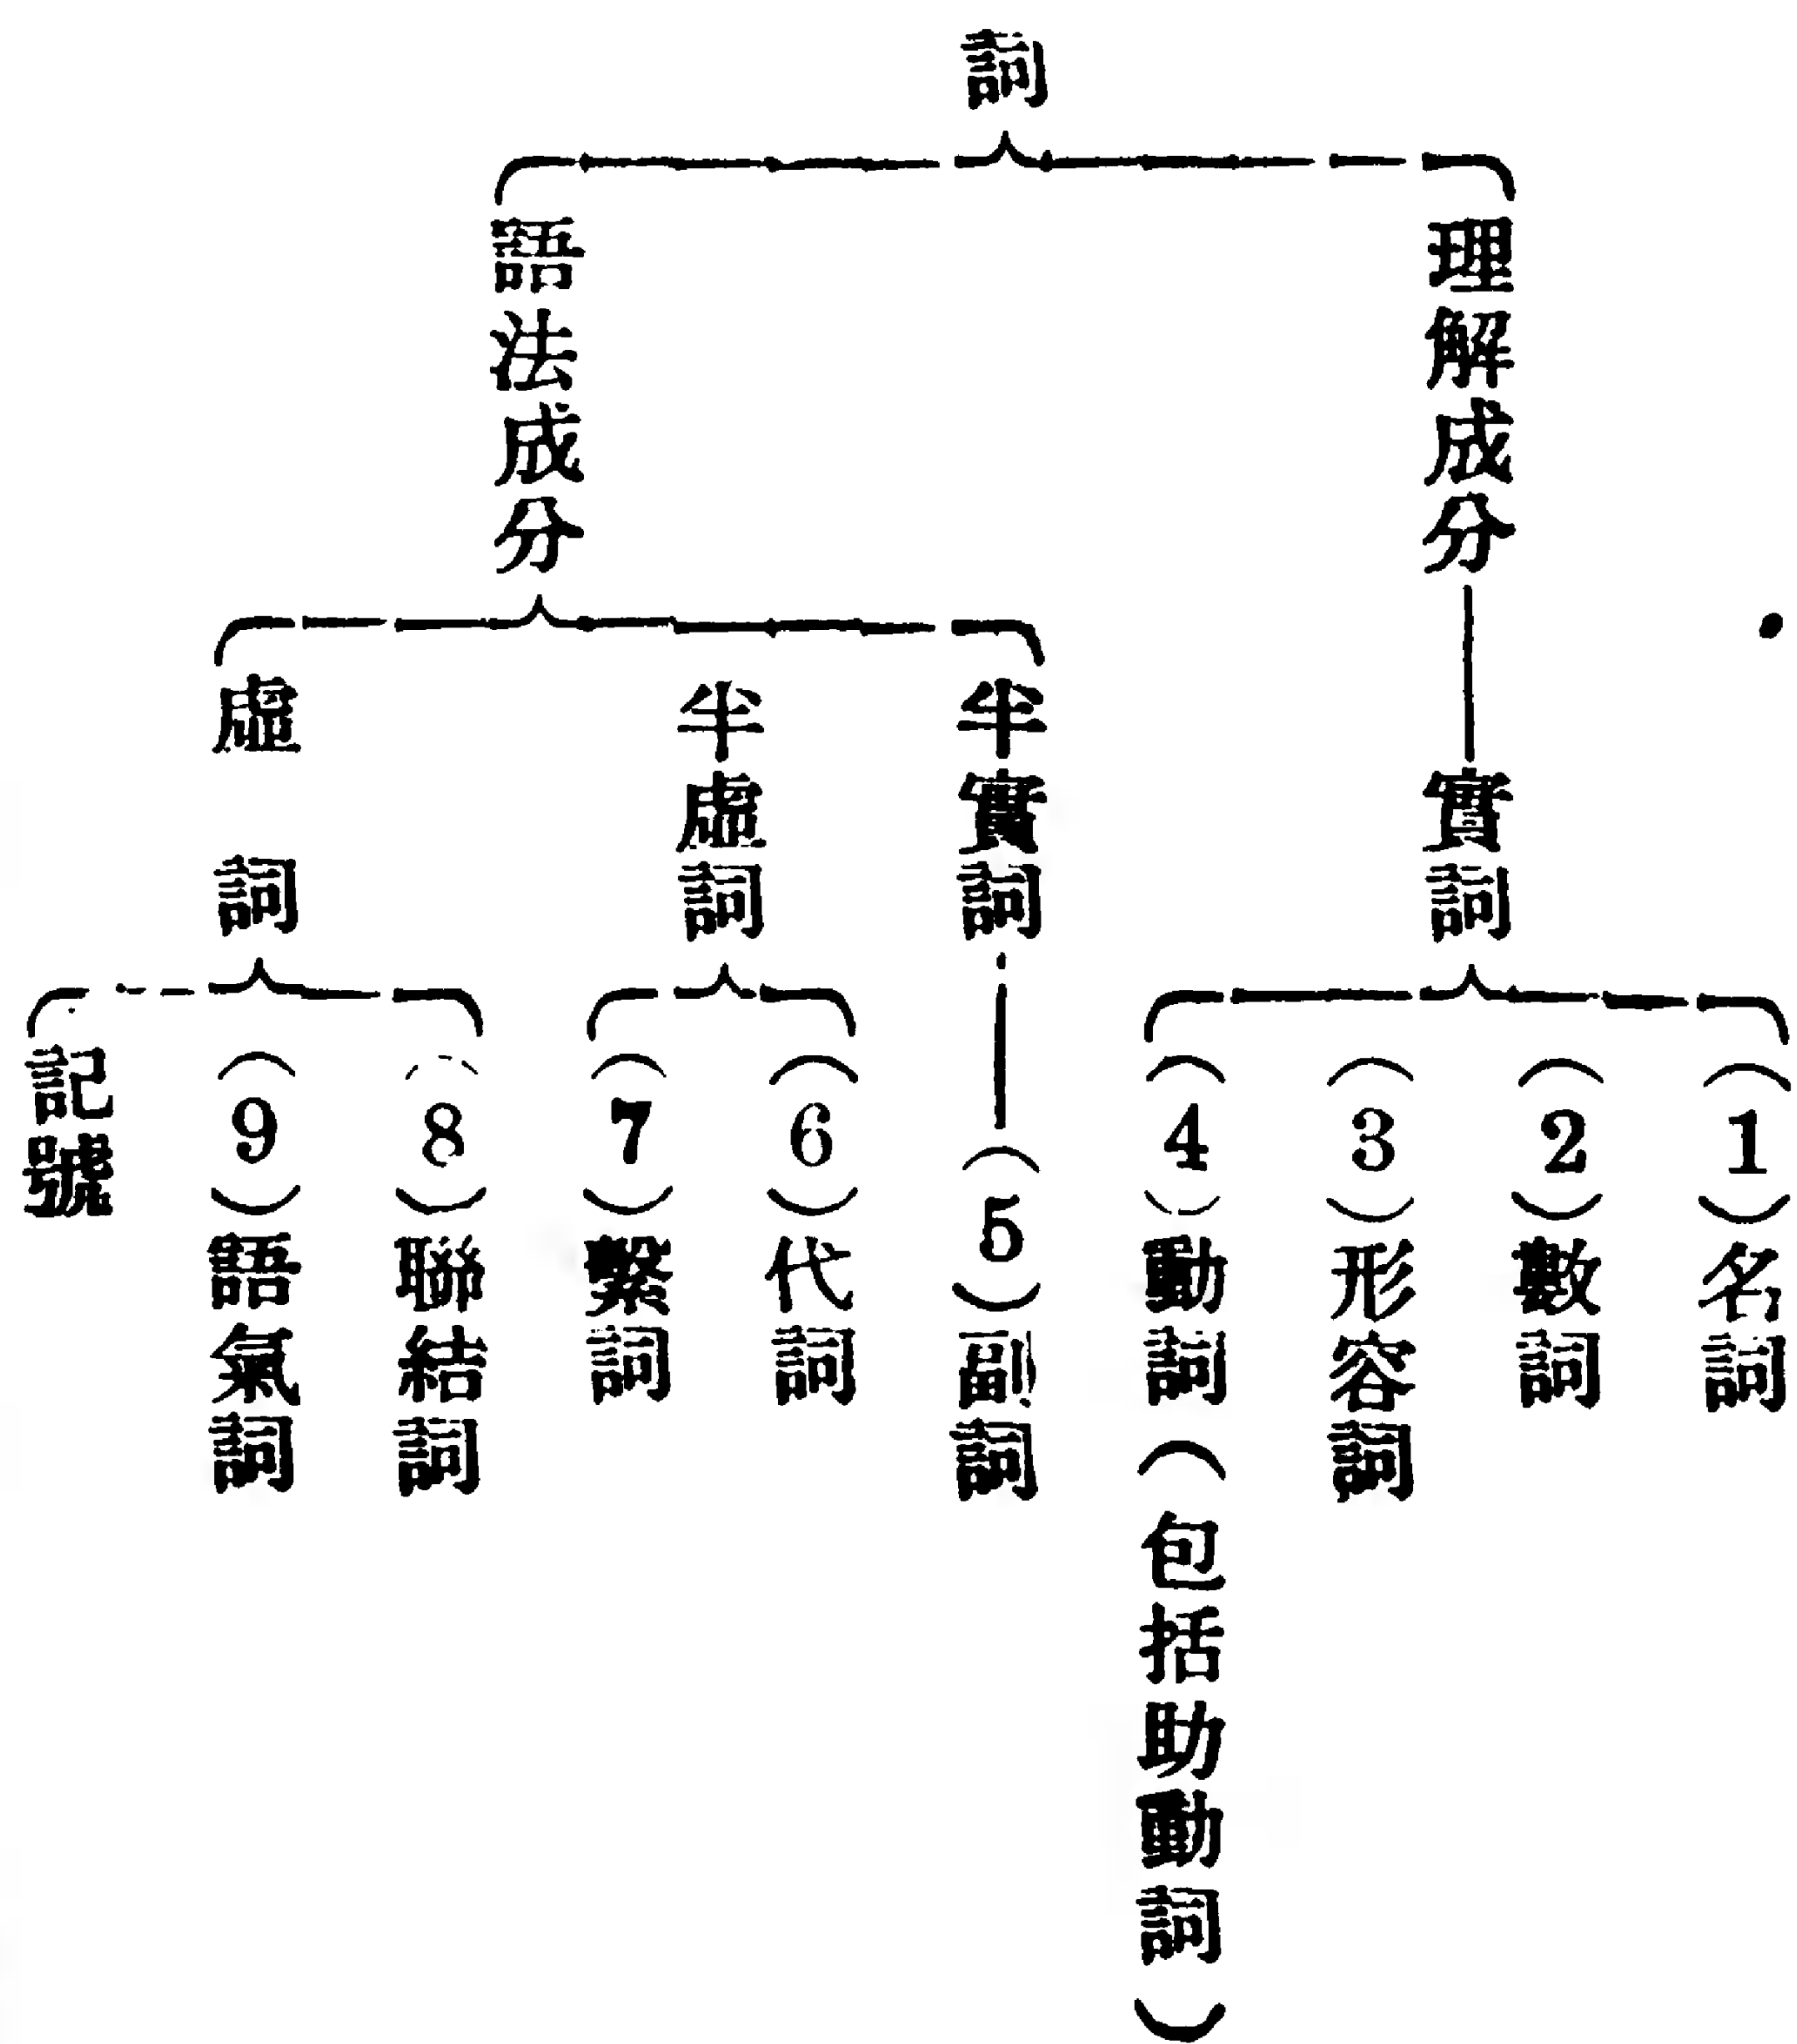 詞
理解成分
語法成分
實詞
半實詞
半虛詞
虛詞
(1)名詞
(2)數詞
(3)形容詞
(4)動詞(包括助動詞)
(5)副詞
(6)代詞
(7)繫詞
(8)聯結詞
(9)語氣詞
記號